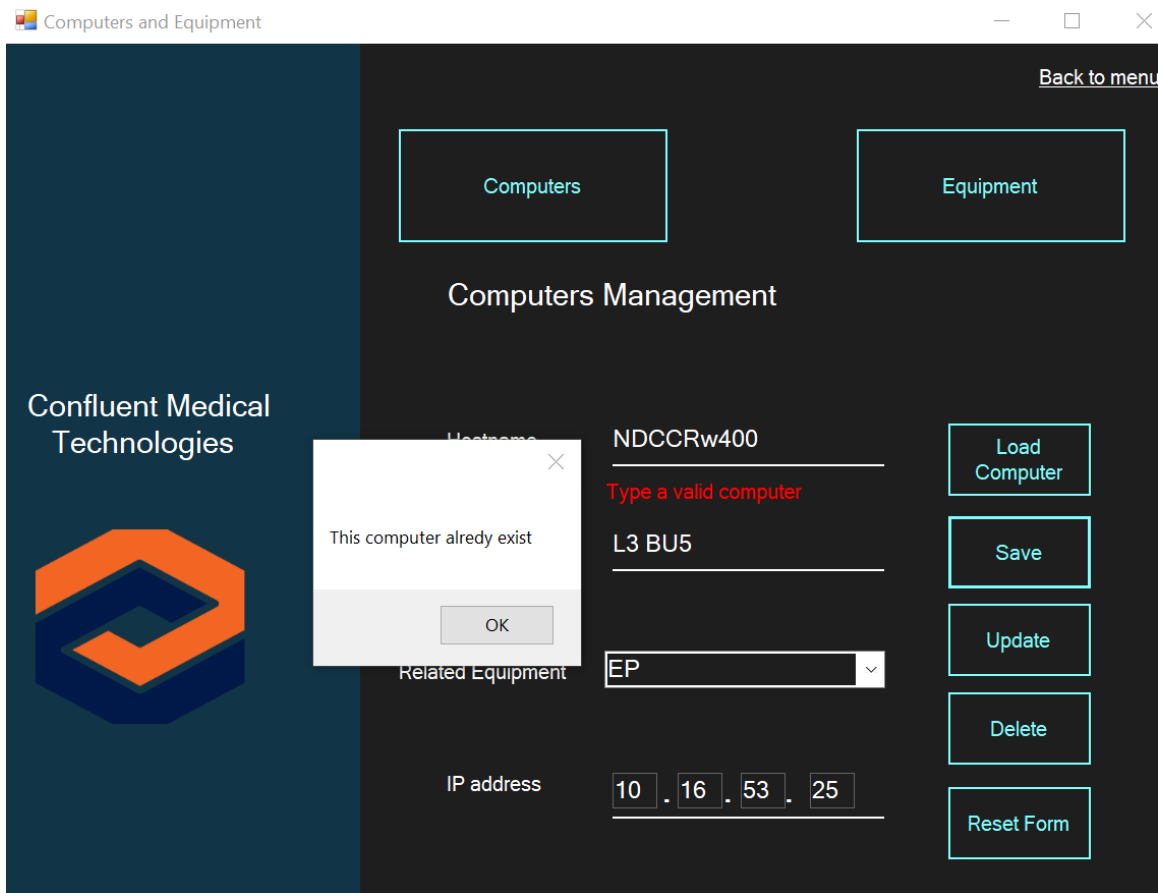 Computers and Equipment
Back to menu
Computers
Equipment
Computers Management
Confluent Medical
Technologies
Hostname
NDCCRw400
Type a valid computer
Load
Computer
This computer alredy exist
OK
L3 BU5
Save
Related Equipment
EP
Update
Delete
IP address
10 . 16 . 53 . 25
Reset Form